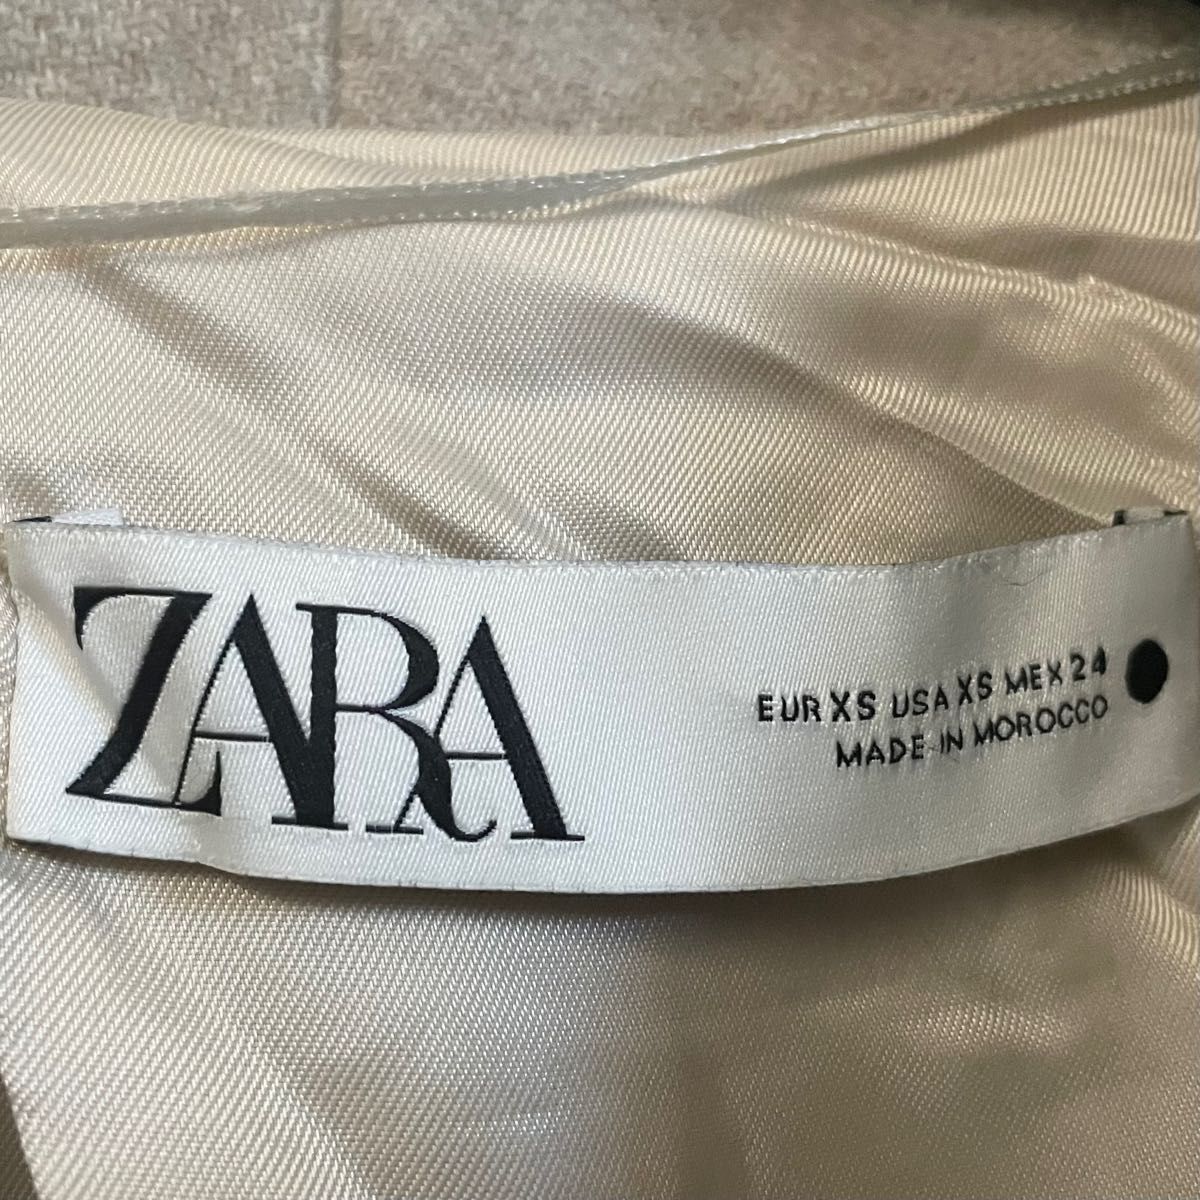 ZARA
EUR XS USA XS MEX 24
MADE IN MOROCCO